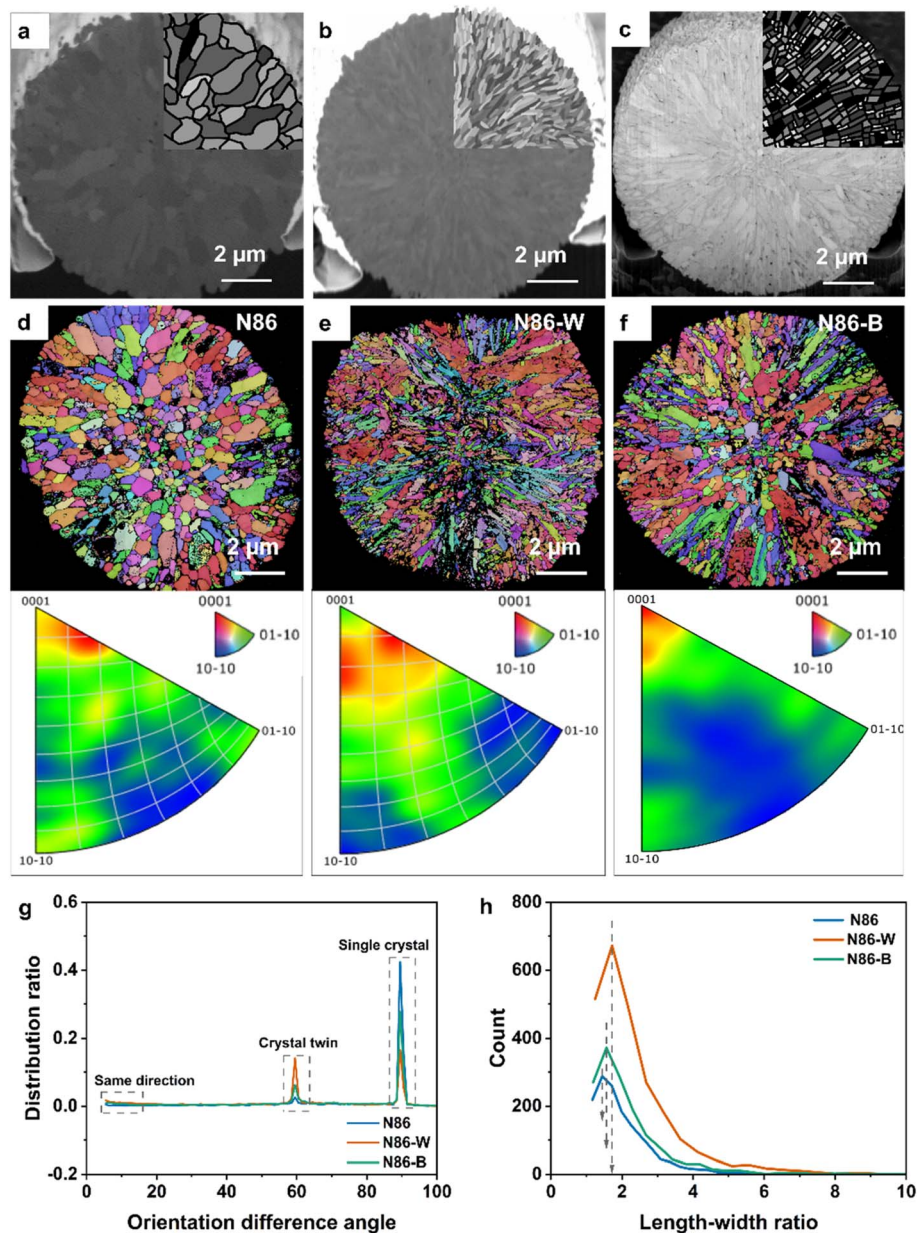 a
b
c
2 μm
2 μm
2 μm
d
N86
e
N86-W
f
N86-B
2 μm
2 μm
2 μm
0001
0001
01-10
10-10
01-10
10-10
0001
0001
01-10
10-10
01-10
10-10
0001
0001
01-10
10-10
01-10
10-10
g
0.6
0.4
0.2
0.0
-0.2
Distribution ratio
Same direction
Crystal twin
Single crystal
N86
N86-W
N86-B
0 20 40 60 80 100
Orientation difference angle
h
800
600
400
200
0
Count
N86
N86-W
N86-B
0 2 4 6 8 10
Length-width ratio